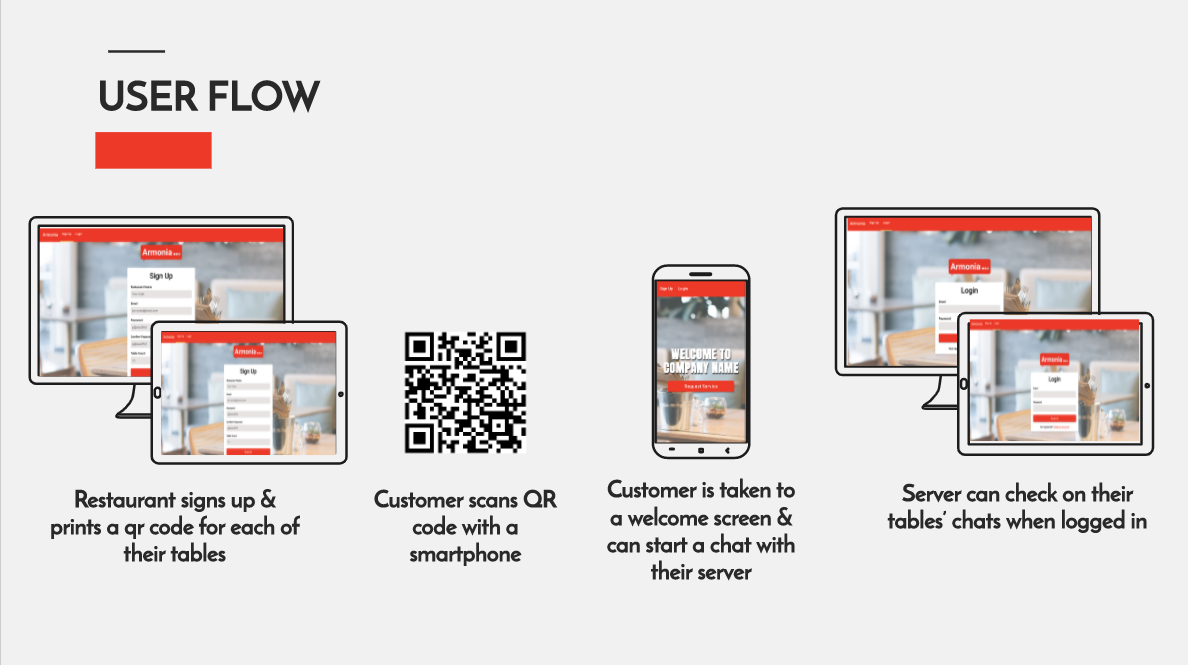 USER FLOW
Armonia
Sign Up
Login
Armonia
Sign Up
Restaurant Name
Email
Password
Confirm Password
Table Count
Armonia
Sign Up
Restaurant signs up &
prints a qr code for each of
their tables
Customer scans QR
code with a
smartphone
Sign Up Login
WELCOME TO
COMPANY NAME
Request Service
Customer is taken to
a welcome screen &
can start a chat with
their server
Armonia Sign Up Login
Armonia
Login
Email
Password
Armonia
Login
Email
Password
Server can check on their
tables' chats when logged in